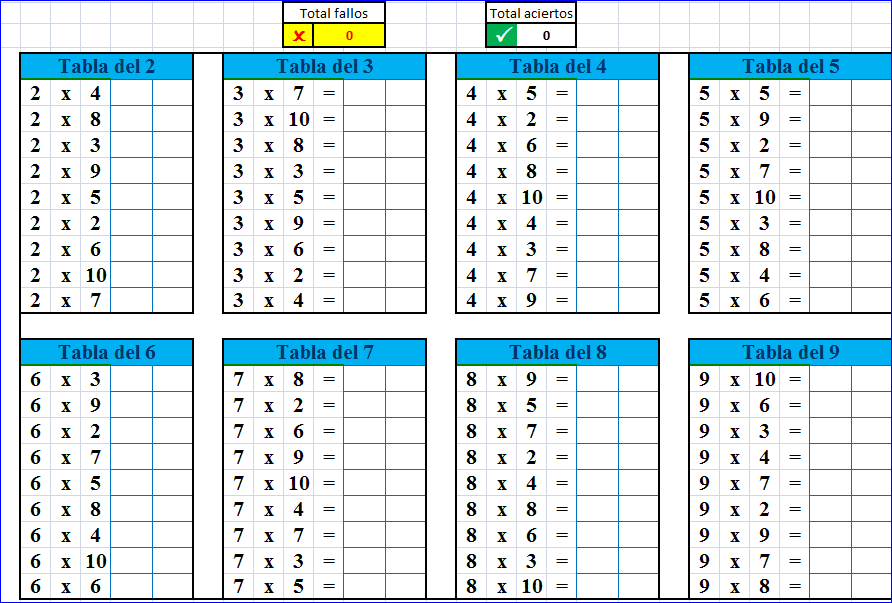 Total fallos Total aciertos
✘ 0 ✓ 0
Tabla del 2 Tabla del 3 Tabla del 4 Tabla del 5
2 x 4 3 x 7 = 4 x 5 = 5 x 5 =
2 x 8 3 x 10 = 4 x 2 = 5 x 9 =
2 x 3 3 x 8 = 4 x 6 = 5 x 2 =
2 x 9 3 x 3 = 4 x 8 = 5 x 7 =
2 x 5 3 x 5 = 4 x 10 = 5 x 10 =
2 x 2 3 x 9 = 4 x 4 = 5 x 3 =
2 x 6 3 x 6 = 4 x 3 = 5 x 8 =
2 x 10 3 x 2 = 4 x 7 = 5 x 4 =
2 x 7 3 x 4 = 4 x 9 = 5 x 6 =
Tabla del 6 Tabla del 7 Tabla del 8 Tabla del 9
6 x 3 7 x 8 = 8 x 9 = 9 x 10 =
6 x 9 7 x 2 = 8 x 5 = 9 x 6 =
6 x 2 7 x 6 = 8 x 7 = 9 x 3 =
6 x 7 7 x 9 = 8 x 2 = 9 x 4 =
6 x 5 7 x 10 = 8 x 4 = 9 x 7 =
6 x 8 7 x 4 = 8 x 8 = 9 x 2 =
6 x 4 7 x 7 = 8 x 6 = 9 x 9 =
6 x 10 7 x 3 = 8 x 3 = 9 x 7 =
6 x 6 7 x 5 = 8 x 10 = 9 x 8 =